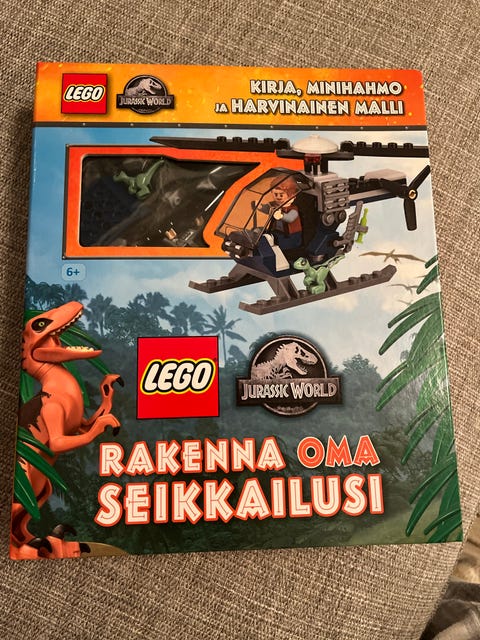 LEGO
JURASSIC WORLD
KIRJA, MINIHAHMO
JA HARVINAINEN MALLI
6+
LEGO
JURASSIC WORLD
RAKENNA OMA
SEIKKAILUSI